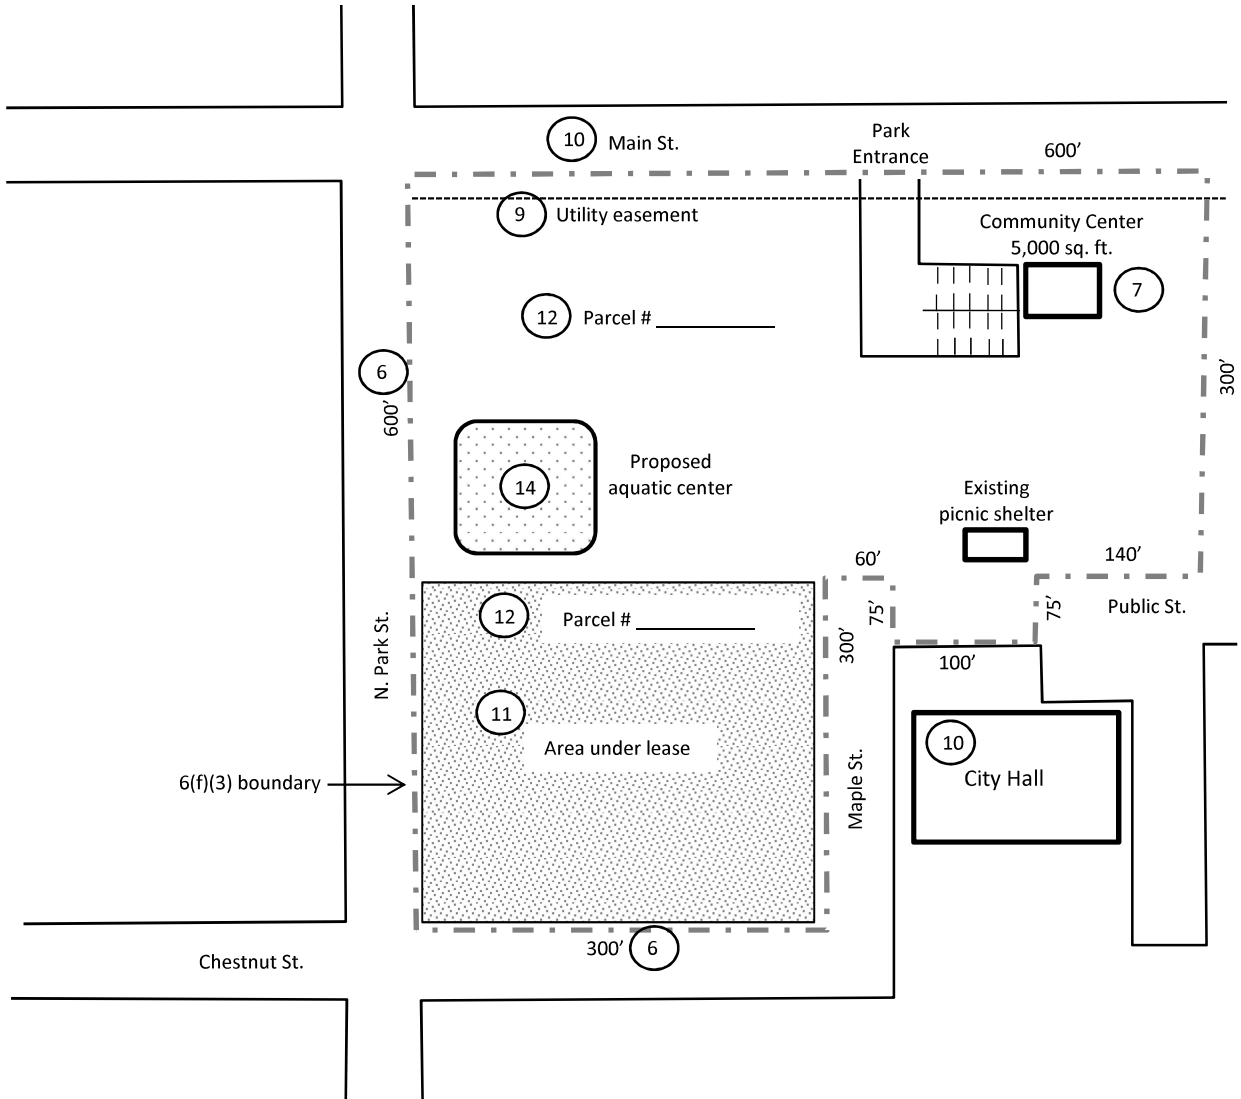 10 Main St.
Park
Entrance
600’
9 Utility easement
Community Center
5,000 sq. ft.
7
12 Parcel # ____________
6
600’
300’
14
Proposed
aquatic center
Existing
picnic shelter
60’
140’
75’
75’
Public St.
12 Parcel # ____________
300’
100’
N. Park St.
11
Area under lease
10
City Hall
Maple St.
6(f)(3) boundary
300’ 6
Chestnut St.